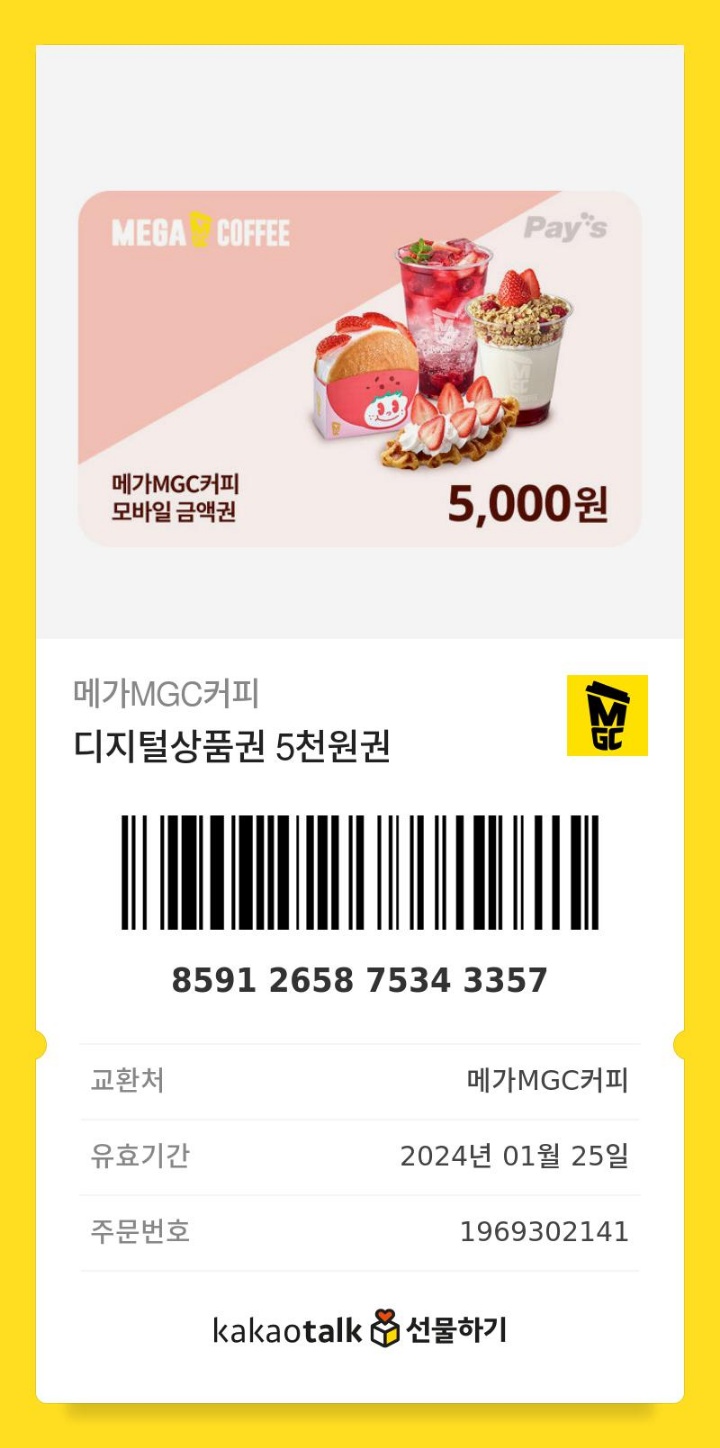 MEGA COFFEE
Pay's
메가MGC커피
모바일 금액권
5,000원
메가MGC커피
디지털상품권 5천원권
MGC
8591 2658 7534 3357
교환처 메가MGC커피
유효기간 2024년 01월 25일
주문번호 1969302141
kakaotalk 선물하기